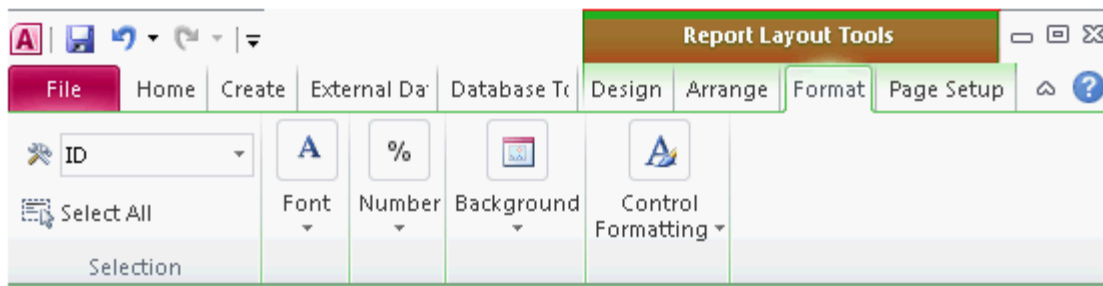 Report Layout Tools
File Home Create External Da Database To Design Arrange Format Page Setup
ID
Select All
Font Number Background Control Formatting
Selection